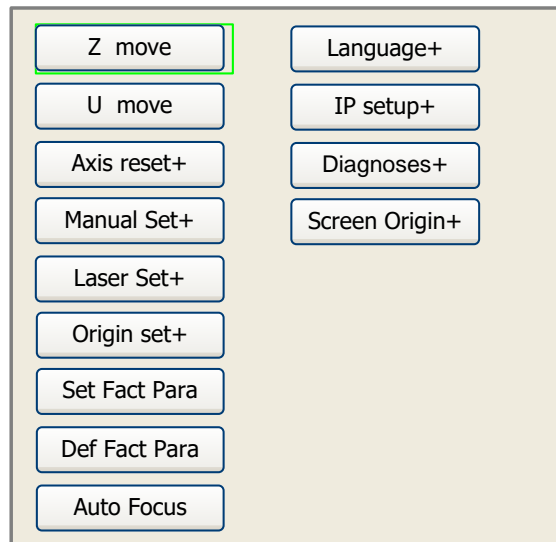 Z move
U move
Axis reset+
Manual Set+
Laser Set+
Origin set+
Set Fact Para
Def Fact Para
Auto Focus
Language+
IP setup+
Diagnoses+
Screen Origin+